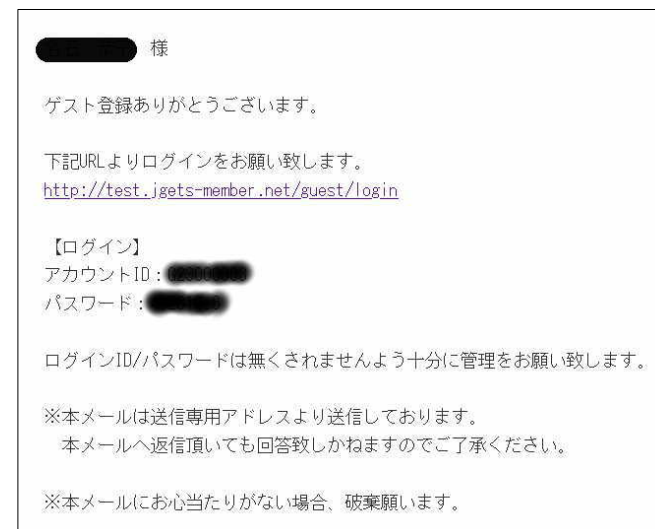 様
ゲスト登録ありがとうございます。
下記URLよりログインをお願い致します。
http://test.jgets-member.net/guest/login
【ログイン】
アカウントID:
パスワード:
ログインID/パスワードは無くされませんよう十分に管理をお願い致します。
※本メールは送信専用アドレスより送信しております。
本メールへ返信頂いても回答致しかねますのでご了承ください。
※本メールにお心当たりがない場合、破棄願います。